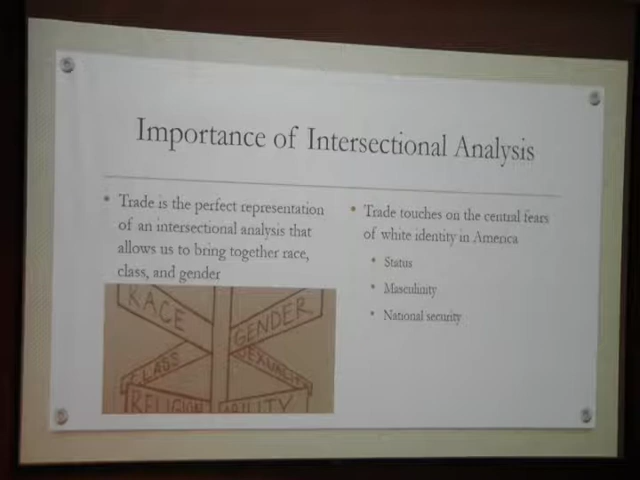 Importance of Intersectional Analysis
• Trade is the perfect representation
of an intersectional analysis that
allows us to bring together race,
class, and gender
• Trade touches on the central fears
of white identity in America
• Status
• Masculinity
• National security
RACE
GENDER
CLASS
SEXUALITY
RELIGION
ABILITY